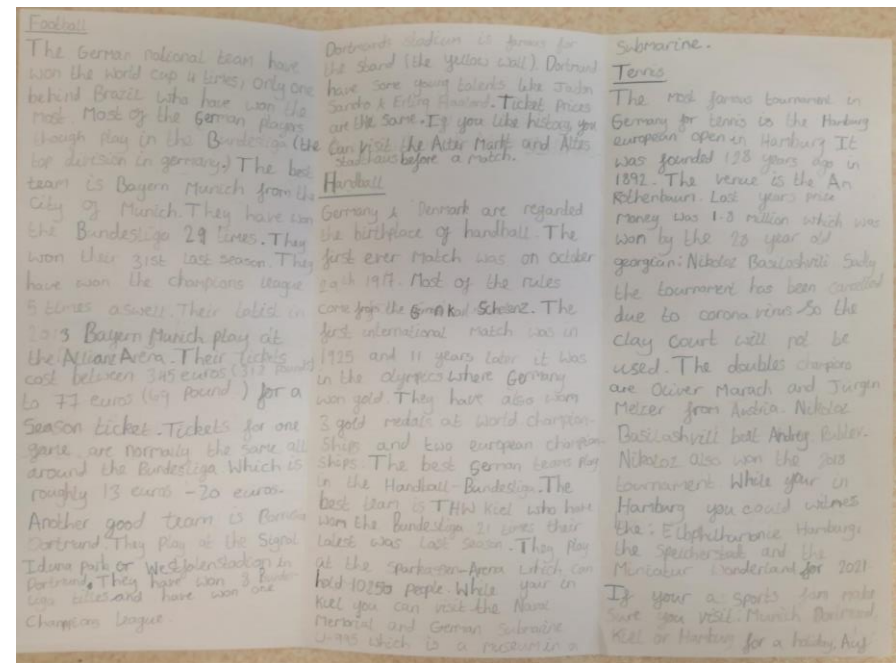 Football
The German national team have
won the world cup 4 times, only one
behind Brazil who have won the
most. Most of the German players
though play in the Bundesliga (the
top division in germany.) The best
team is Bayern Munich from the
City of Munich. They have won
the Bundesliga 29 times. They
won their 31st last season. They
have won the champions league
5 times aswell. Their latest in
2013 Bayern Munich play at
the Allianz Arena. Their tickets
cost between 345 euros (312 pounds)
to 77 euros (69 pound) for a
Season ticket. Tickets for one
game are normally the same all
around the Bundesliga Which is
roughly 13 euros - 20 euros.
Another good team is Borrusia
Dortmund. They Play at the Signal
Iduna Park or Westfalenstadion in
Dortmund. They have won 8 Bundes-
liga titles and have won one
Champions League.
Dortmunds stadium is famous for
the stand (the yellow wall). Dortmund
have some young talents like Jadon
Sancho & Erling Haaland. Ticket Prices
are the same. If you like history you
can visit the Alter Markt and Altes
Stadthaus before a match.
Handball
Germany & Denmark are regarded
the birthplace of handball. The
first ever match was on october
1917. Most of the rules
come from the Schelenz. The
first international match was in
1925 and 11 years later it was
in the olympics where Germany
won gold. They have also worn
3 gold medals at world champion-
ships and two european champion-
ships. The best German teams play
in the Handball-Bundesliga. The
best team is THW Kiel who have
won the Bundesliga 21 times their
latest was last season. They play
at the Sparkassen-Arena which can
hold 10250 people. While your in
Kiel you can visit the Naval
Memorial and German Submarine
U-995 which is a museum in a
Submarine.
Tennis
The most famous tournament in
Germany for tennis is the Hamburg
european open in Hamburg It
was founded 128 years ago in
1892. The venue is the Am
Rothenbaum. Last years prize
money was 1.8 million which was
won by the 28 year old
georgian: Nikoloz Basilashvili Sadly
the tournament has been cancelled
due to corona virus So the
clay court will not be
used. The doubles champions
are Oliver Marach and Jurgen
Melzer from Austria. Nikoloz
Basilashvili beat Andrey Rublev.
Nikoloz also won the 2018
tournament While your in
Hamburg you could witness
the: Elbphilharmonie Hamburg,
the Speicherstadt and the
Miniatur Wonderland for 2021
If your a sports fan make
sure you visit: Munich Dortmund,
Kiel or Hamburg for a holiday. Auf